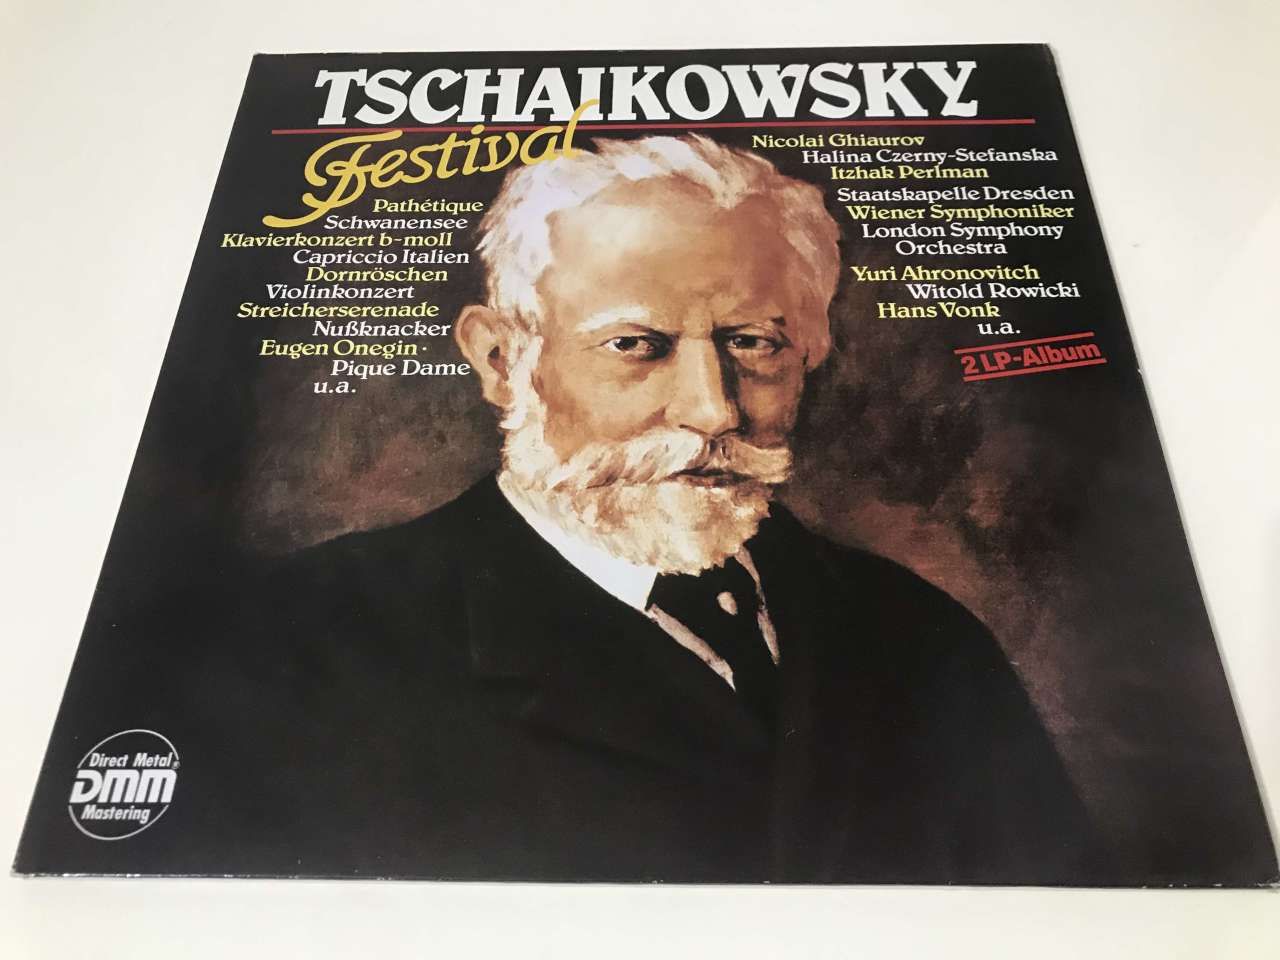 TSCHAIKOWSKY
Festival
Pathétique
Schwanensee
Klavierkonzert b-moll
Capriccio Italien
Dornröschen
Violinkonzert
Streicherserenade
Nußknacker
Eugen Onegin ·
Pique Dame
u.a.
Nicolai Ghiaurov
Halina Czerny-Stefanska
Itzhak Perlman
Staatskapelle Dresden
Wiener Symphoniker
London Symphony
Orchestra
Yuri Ahronovitch
Witold Rowicki
Hans Vonk
u.a.
2 LP-Album
Direct Metal
DMM®
Mastering